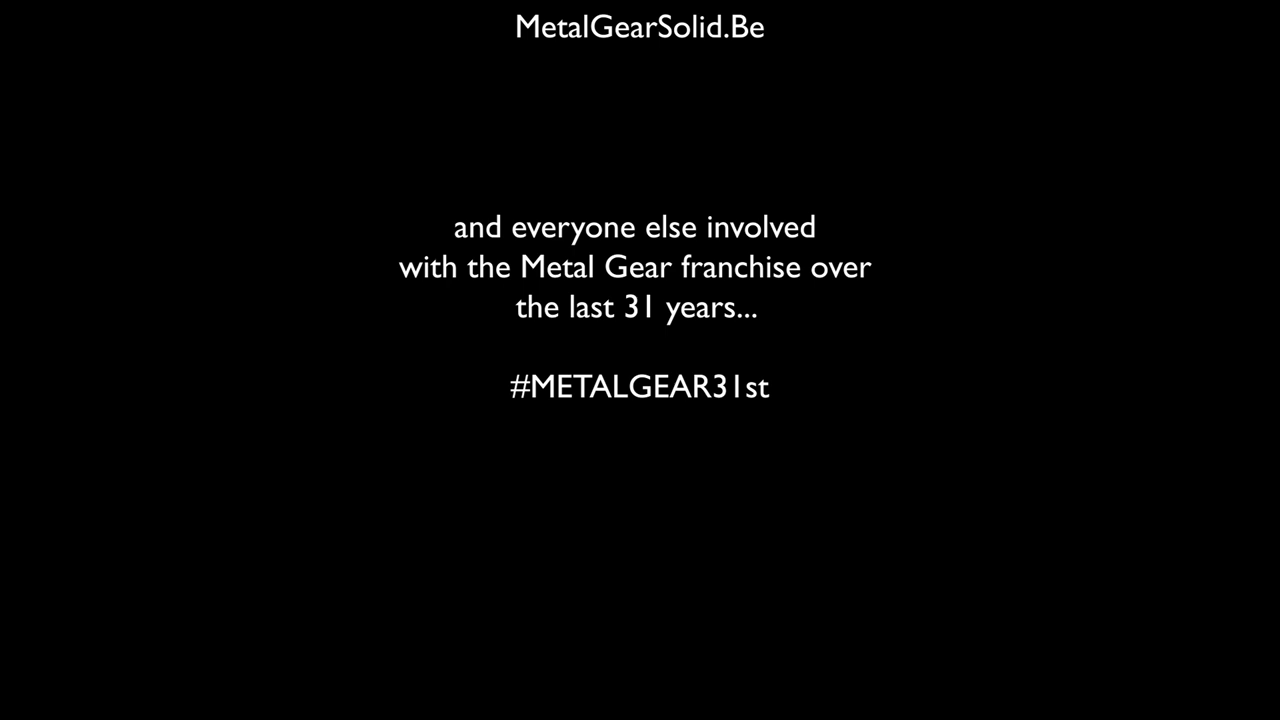 MetalGearSolid.Be
and everyone else involved
with the Metal Gear franchise over
the last 31 years...
#METALGEAR31st